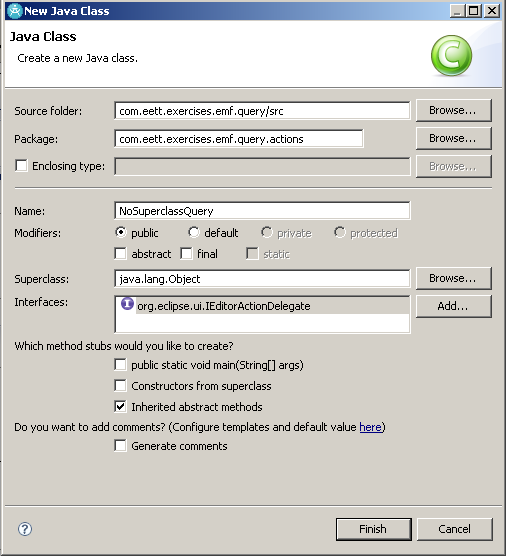 New Java Class
Java Class
Create a new Java class.
C
Source folder: com.eett.exercises.emf.query/src Browse...
Package: com.eett.exercises.emf.query.actions Browse...
Enclosing type: Browse...
Name: NoSuperclassQuery
Modifiers: public default private protected
abstract final static
Superclass: java.lang.Object Browse...
Interfaces: I org.eclipse.ui.IEditorActionDelegate Add...
Which method stubs would you like to create?
public static void main(String[] args)
Constructors from superclass
Inherited abstract methods
Do you want to add comments? (Configure templates and default value here)
Generate comments
? Finish Cancel